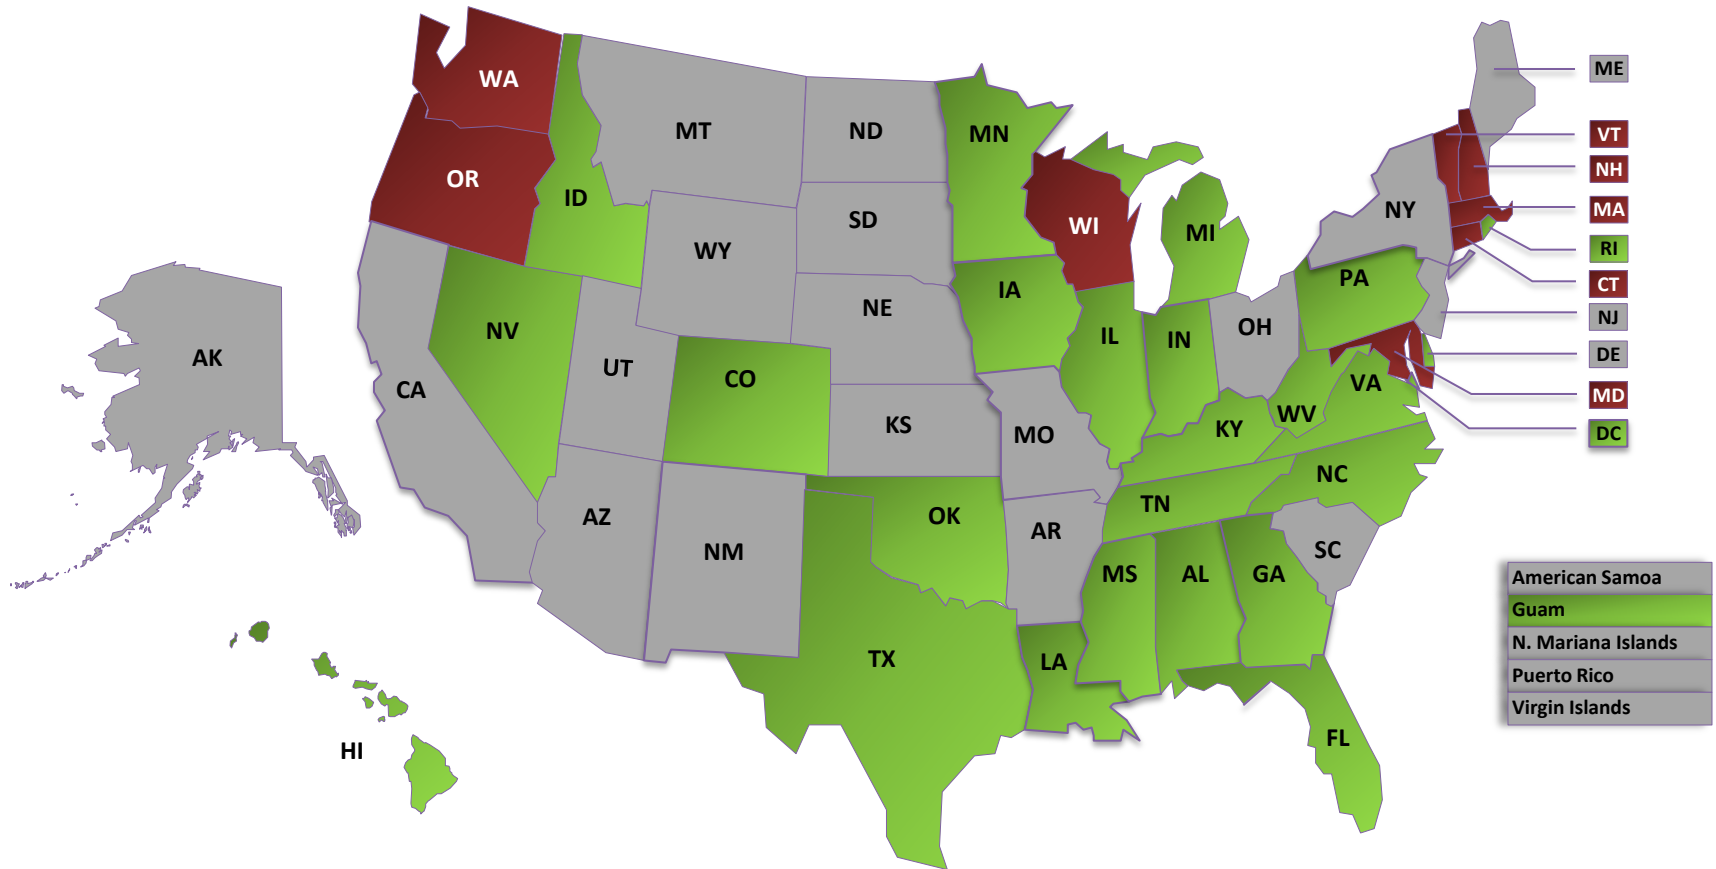 WA
MT
ND
MN
OR
ID
SD
WI
MI
NY
ME
VT
NH
MA
RI
CT
NJ
DE
MD
DC
WY
NE
IA
PA
NV
UT
CO
IL
IN
OH
AK
CA
KS
MO
KY
WV
VA
AZ
NM
OK
AR
TN
NC
SC
MS
AL
GA
TX
LA
FL
HI
American Samoa
Guam
N. Mariana Islands
Puerto Rico
Virgin Islands